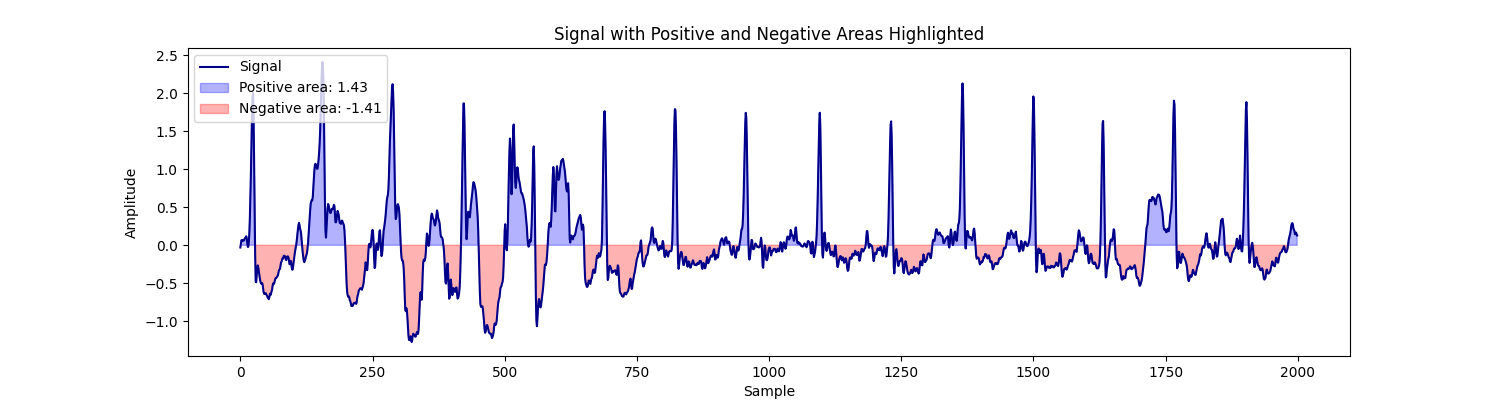 Signal with Positive and Negative Areas Highlighted
2.5
2.0
1.5
1.0
0.5
0.0
−0.5
−1.0
Amplitude
Signal
Positive area: 1.43
Negative area: -1.41
0
250
500
750
1000
1250
1500
1750
2000
Sample